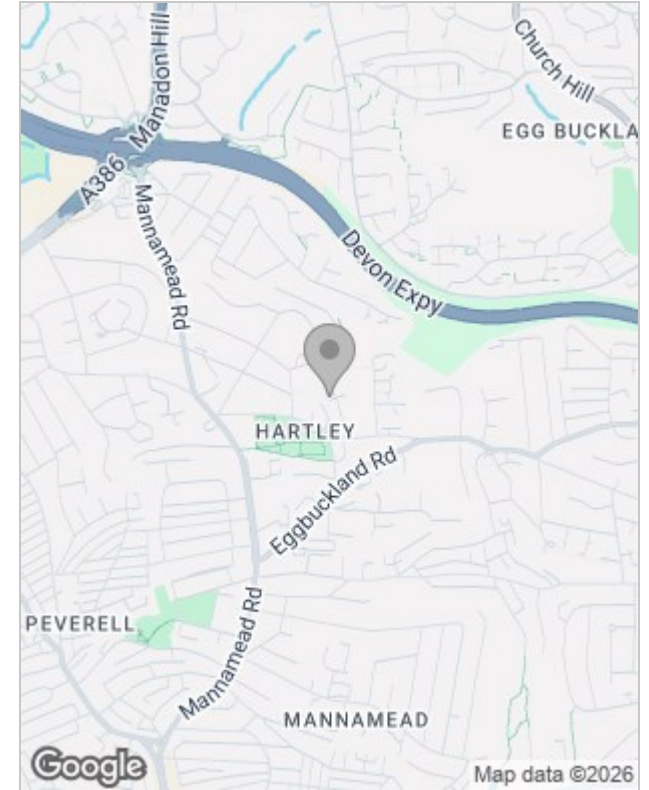 Church Hill
EGG BUCKLA
Manadon Hill
A386
Mannamead Rd
Devon Expy
HARTLEY
Eggbuckland Rd
PEVERELL
Mannamead Rd
MANNAMEAD
Google
Map data ©2026